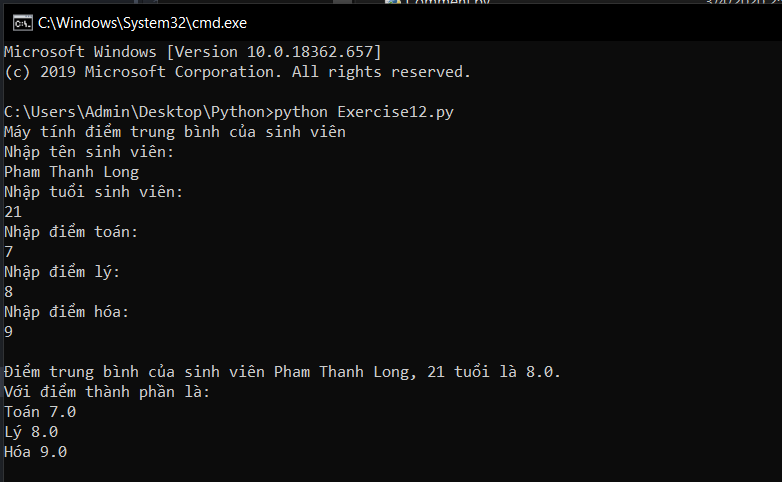 C:\Windows\System32\cmd.exe
Microsoft Windows [Version 10.0.18362.657]
(c) 2019 Microsoft Corporation. All rights reserved.
C:\Users\Admin\Desktop\Python>python Exercise12.py
Máy tính điểm trung bình của sinh viên
Nhập tên sinh viên:
Pham Thanh Long
Nhập tuổi sinh viên:
21
Nhập điểm toán:
7
Nhập điểm lý:
8
Nhập điểm hóa:
9
Điểm trung bình của sinh viên Pham Thanh Long, 21 tuổi là 8.0.
Với điểm thành phần là:
Toán 7.0
Lý 8.0
Hóa 9.0